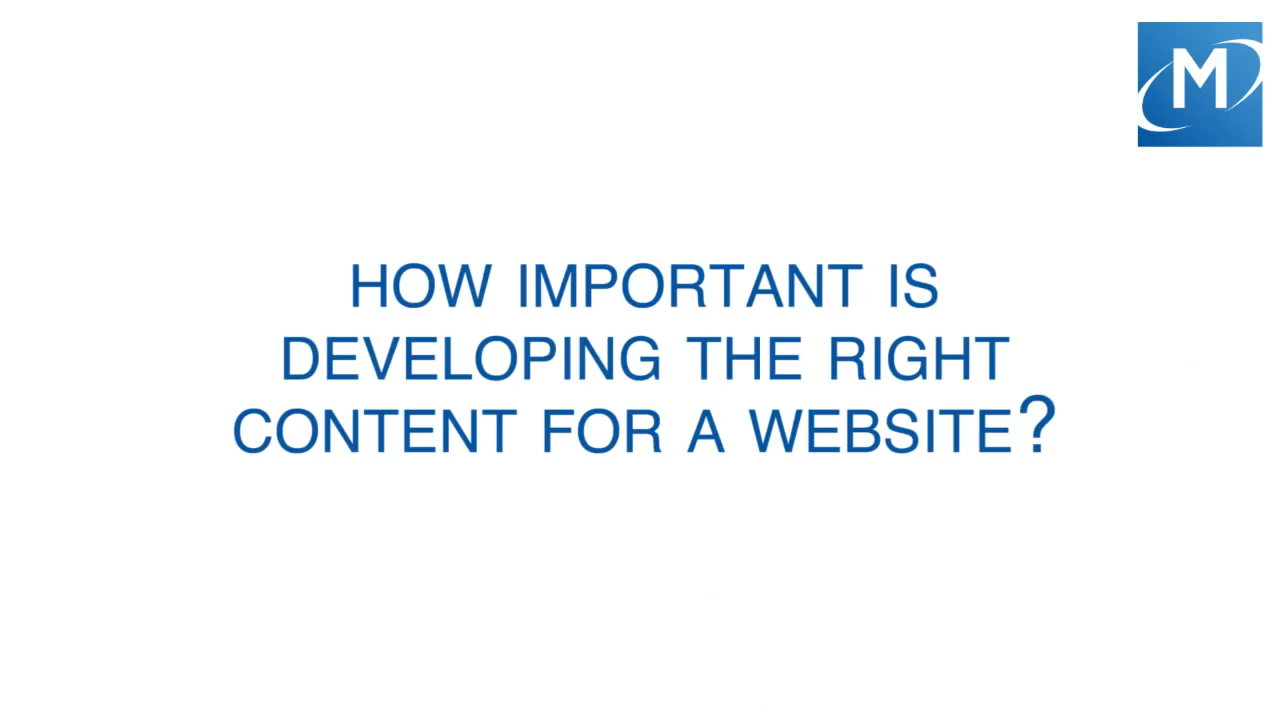 M
HOW IMPORTANT IS
DEVELOPING THE RIGHT
CONTENT FOR A WEBSITE?